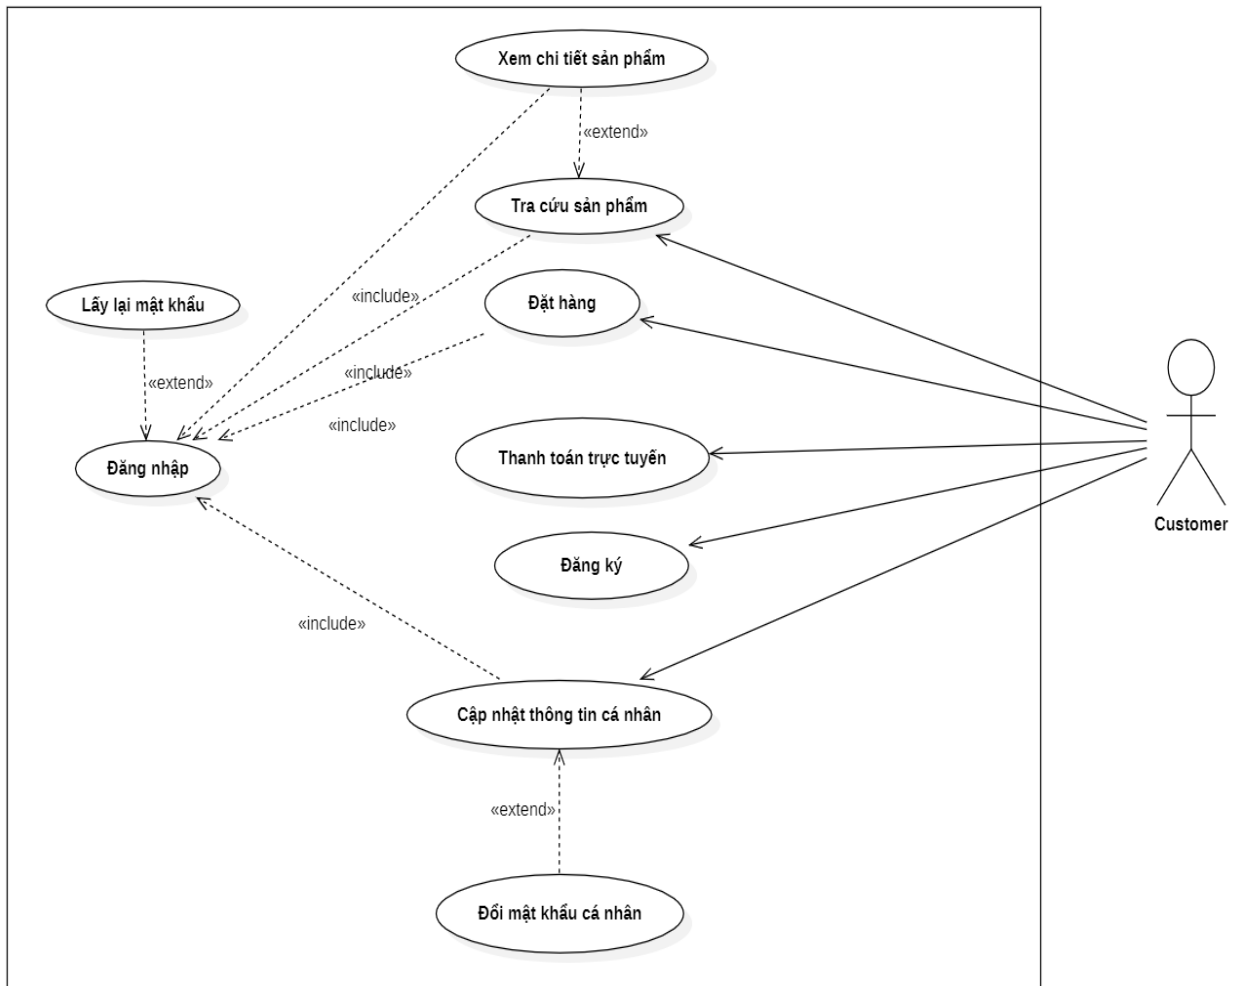 Xem chi tiết sản phẩm
«extend»
Tra cứu sản phẩm
«include»
Đặt hàng
Lấy lại mật khẩu
«include»
«extend»
«include»
Thanh toán trực tuyến
Đăng nhập
Customer
Đăng ký
«include»
Cập nhật thông tin cá nhân
«extend»
Đổi mật khẩu cá nhân